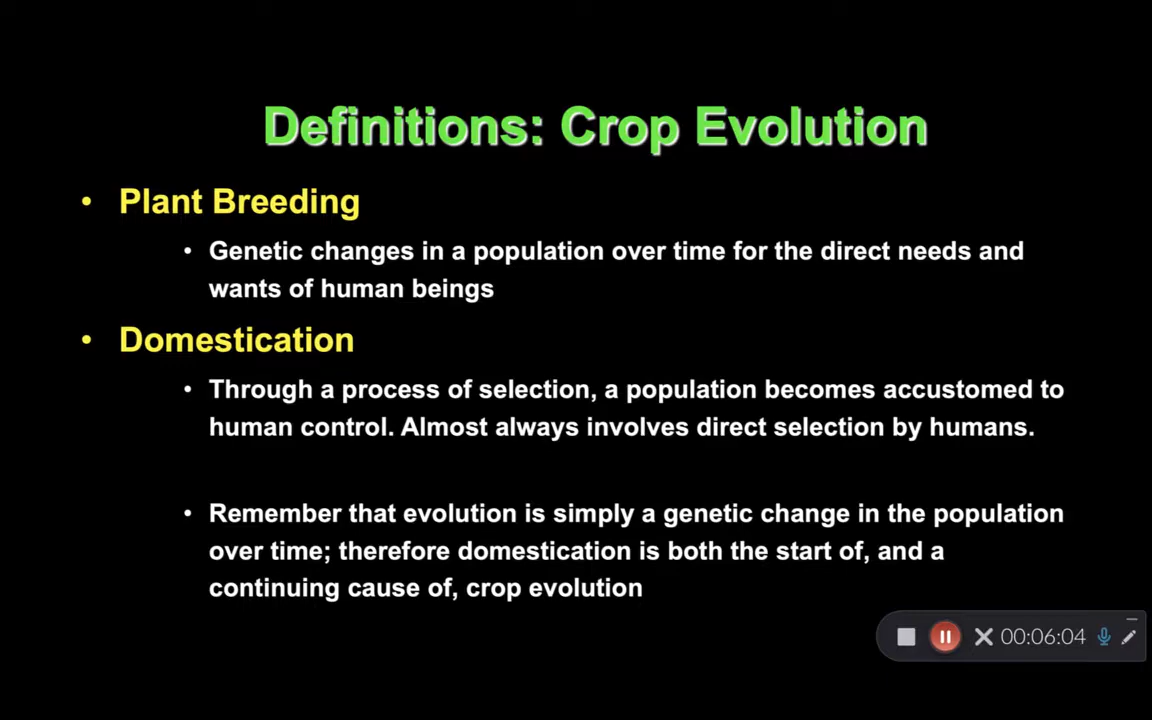 Definitions: Crop Evolution
• Plant Breeding
• Genetic changes in a population over time for the direct needs and
wants of human beings
• Domestication
• Through a process of selection, a population becomes accustomed to
human control. Almost always involves direct selection by humans.
• Remember that evolution is simply a genetic change in the population
over time; therefore domestication is both the start of, and a
continuing cause of, crop evolution
00:06:04